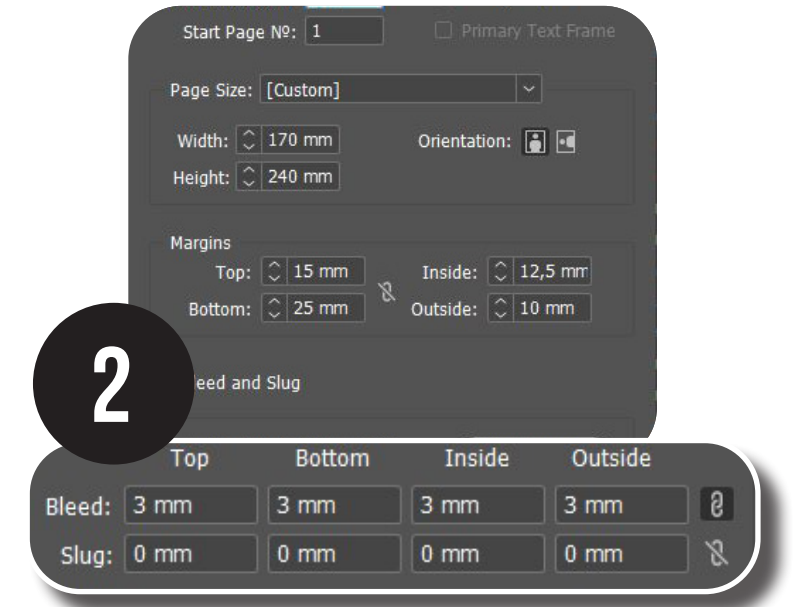 Start Page Nº: 1 Primary Text Frame
Page Size: [Custom]
Width: 170 mm Orientation:
Height: 240 mm
Margins
Top: 15 mm Inside: 12,5 mm
Bottom: 25 mm Outside: 10 mm
2
eed and Slug
Top Bottom Inside Outside
Bleed: 3 mm 3 mm 3 mm 3 mm
Slug: 0 mm 0 mm 0 mm 0 mm